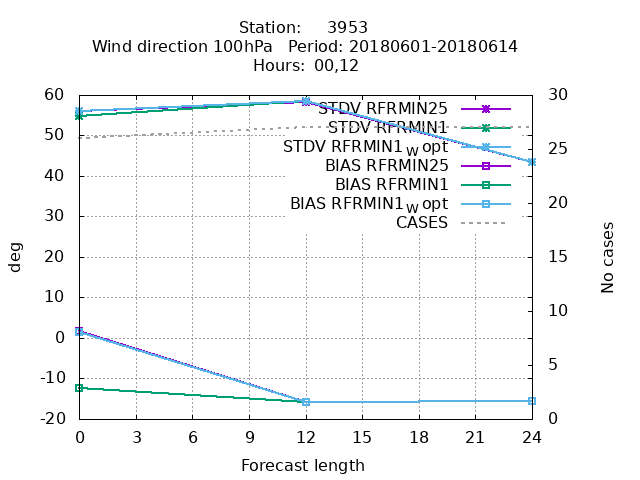 Station: 3953
Wind direction 100hPa Period: 20180601-20180614
Hours: 00,12
60
50
40
30
20
10
0
-10
-20
deg
30
25
20
15
10
5
0
No cases
STDV RFRMIN25
STDV RFRMIN1
STDV RFRMIN1_w opt
BIAS RFRMIN25
BIAS RFRMIN1
BIAS RFRMIN1_w opt
CASES
0 3 6 9 12 15 18 21 24
Forecast length